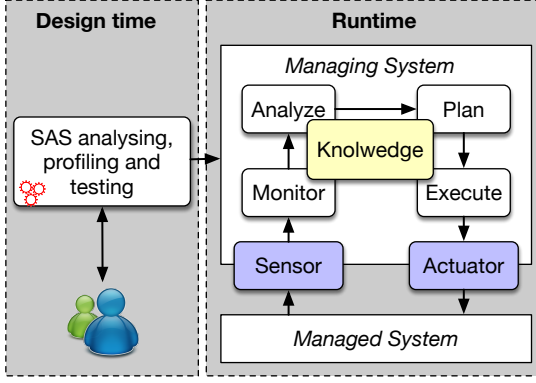 Design time
Runtime
Managing System
Analyze
Plan
SAS analysing,
profiling and
testing
Knolwedge
Monitor
Execute
Sensor
Actuator
Managed System